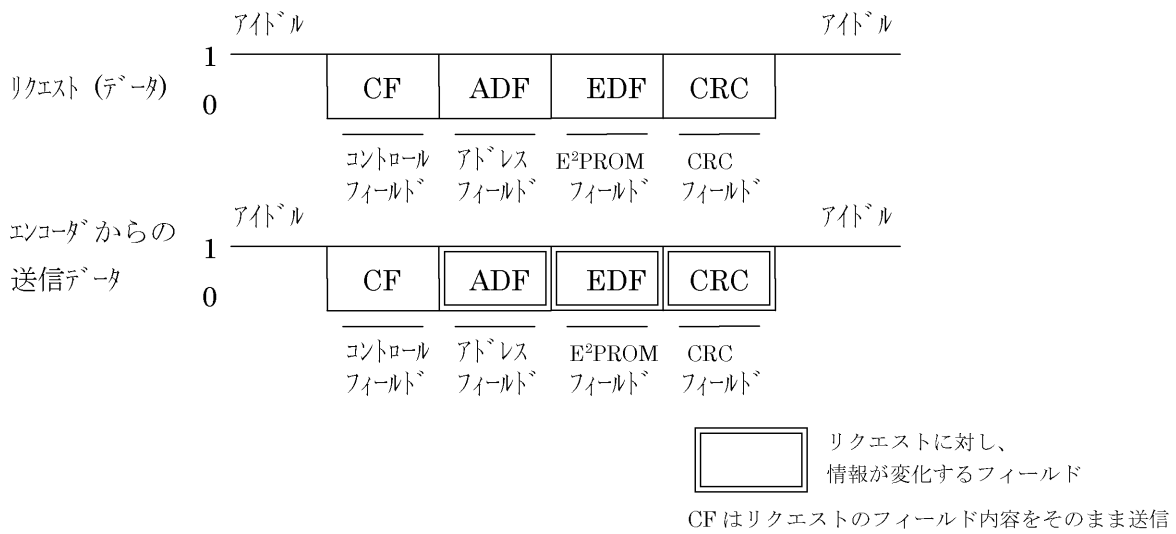 アイドル アイドル
1
リクエスト (データ) CF ADF EDF CRC
0
コントロール アドレス E²PROM CRC
フィールド フィールド フィールド フィールド
アイドル アイドル
エンコーダからの 1
送信データ CF ADF EDF CRC
0
コントロール アドレス E²PROM CRC
フィールド フィールド フィールド フィールド
リクエストに対し、
情報が変化するフィールド
CFはリクエストのフィールド内容をそのまま送信